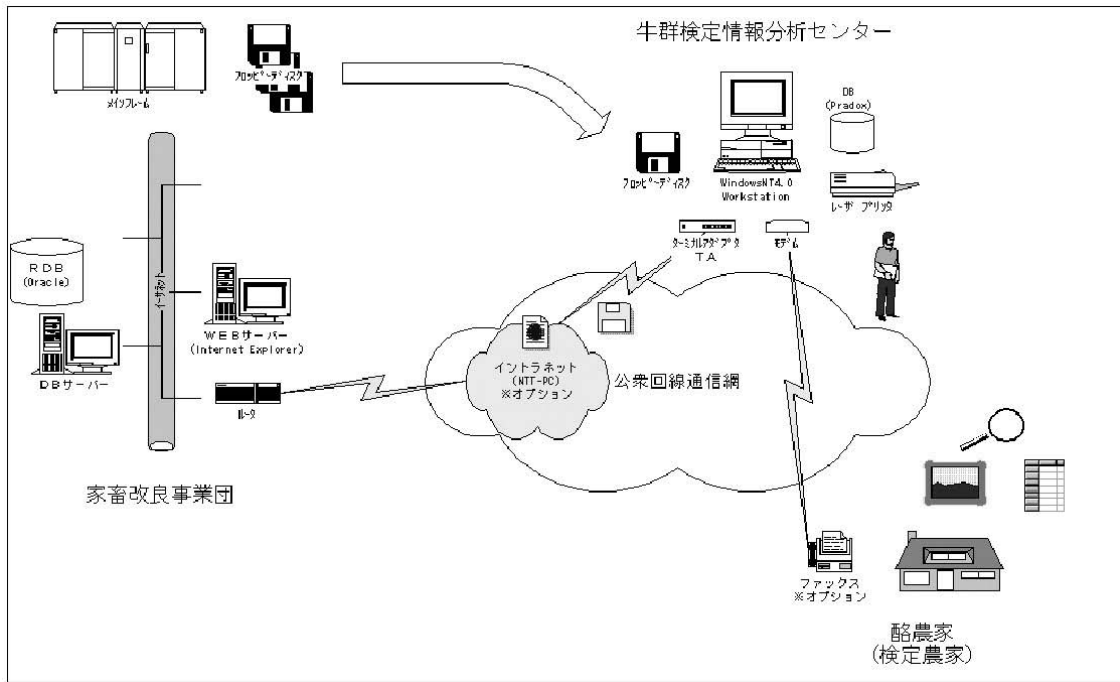 牛群検定情報分析センター
フロッピーディスク
メインフレーム
DB
(Pradox)
フロッピーディスク
WindowsNT4.0
Workstation
レーザプリンタ
ターミナルアダプタ
TA
モデム
RDB
(Oracle)
イーサネット
WEBサーバー
(Internet Explorer)
DBサーバー
ルータ
イントラネット
(NTT-PC)
※オプション
公衆回線通信網
家畜改良事業団
ファックス
※オプション
酪農家
(検定農家)